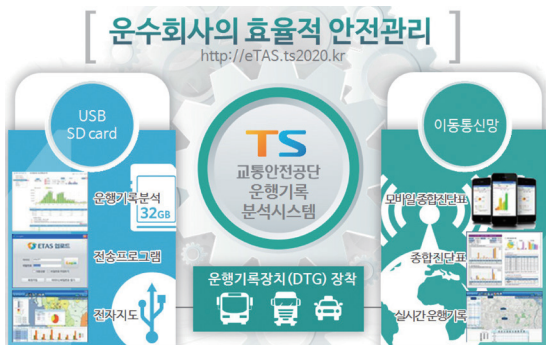 운수회사의 효율적 안전관리
http://eTAS.ts2020.kr
USB
SD card
운행기록분석
32GB
ETAS 업로드
전송프로그램
전자지도
TS
교통안전공단
운행기록
분석시스템
운행기록장치(DTG) 장착
이동통신망
모바일 종합진단표
종합진단표
실시간 운행기록